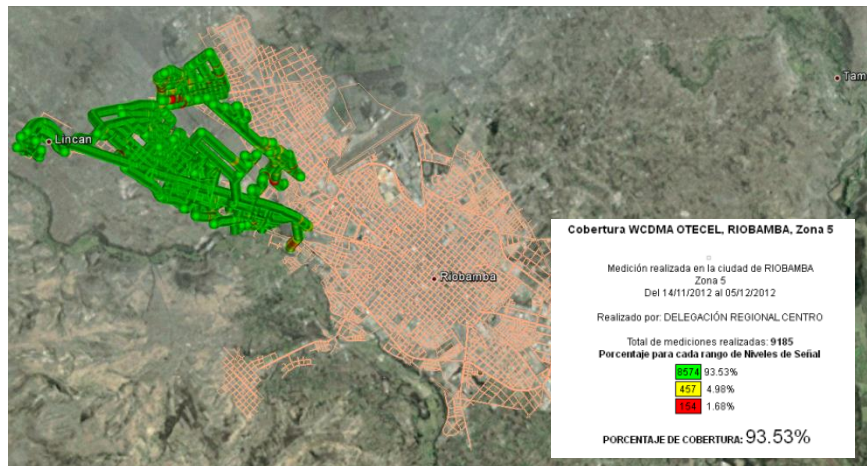 Tam
Lincan
Riobamba
Cobertura WCDMA OTECEL, RIOBAMBA, Zona 5
Medición realizada en la ciudad de RIOBAMBA
Zona 5
Del 14/11/2012 al 05/12/2012
Realizado por: DELEGACIÓN REGIONAL CENTRO
Total de mediciones realizadas: 9185
Porcentaje para cada rango de Niveles de Señal
8574 93.53%
457 4.98%
154 1.68%
PORCENTAJE DE COBERTURA: 93.53%